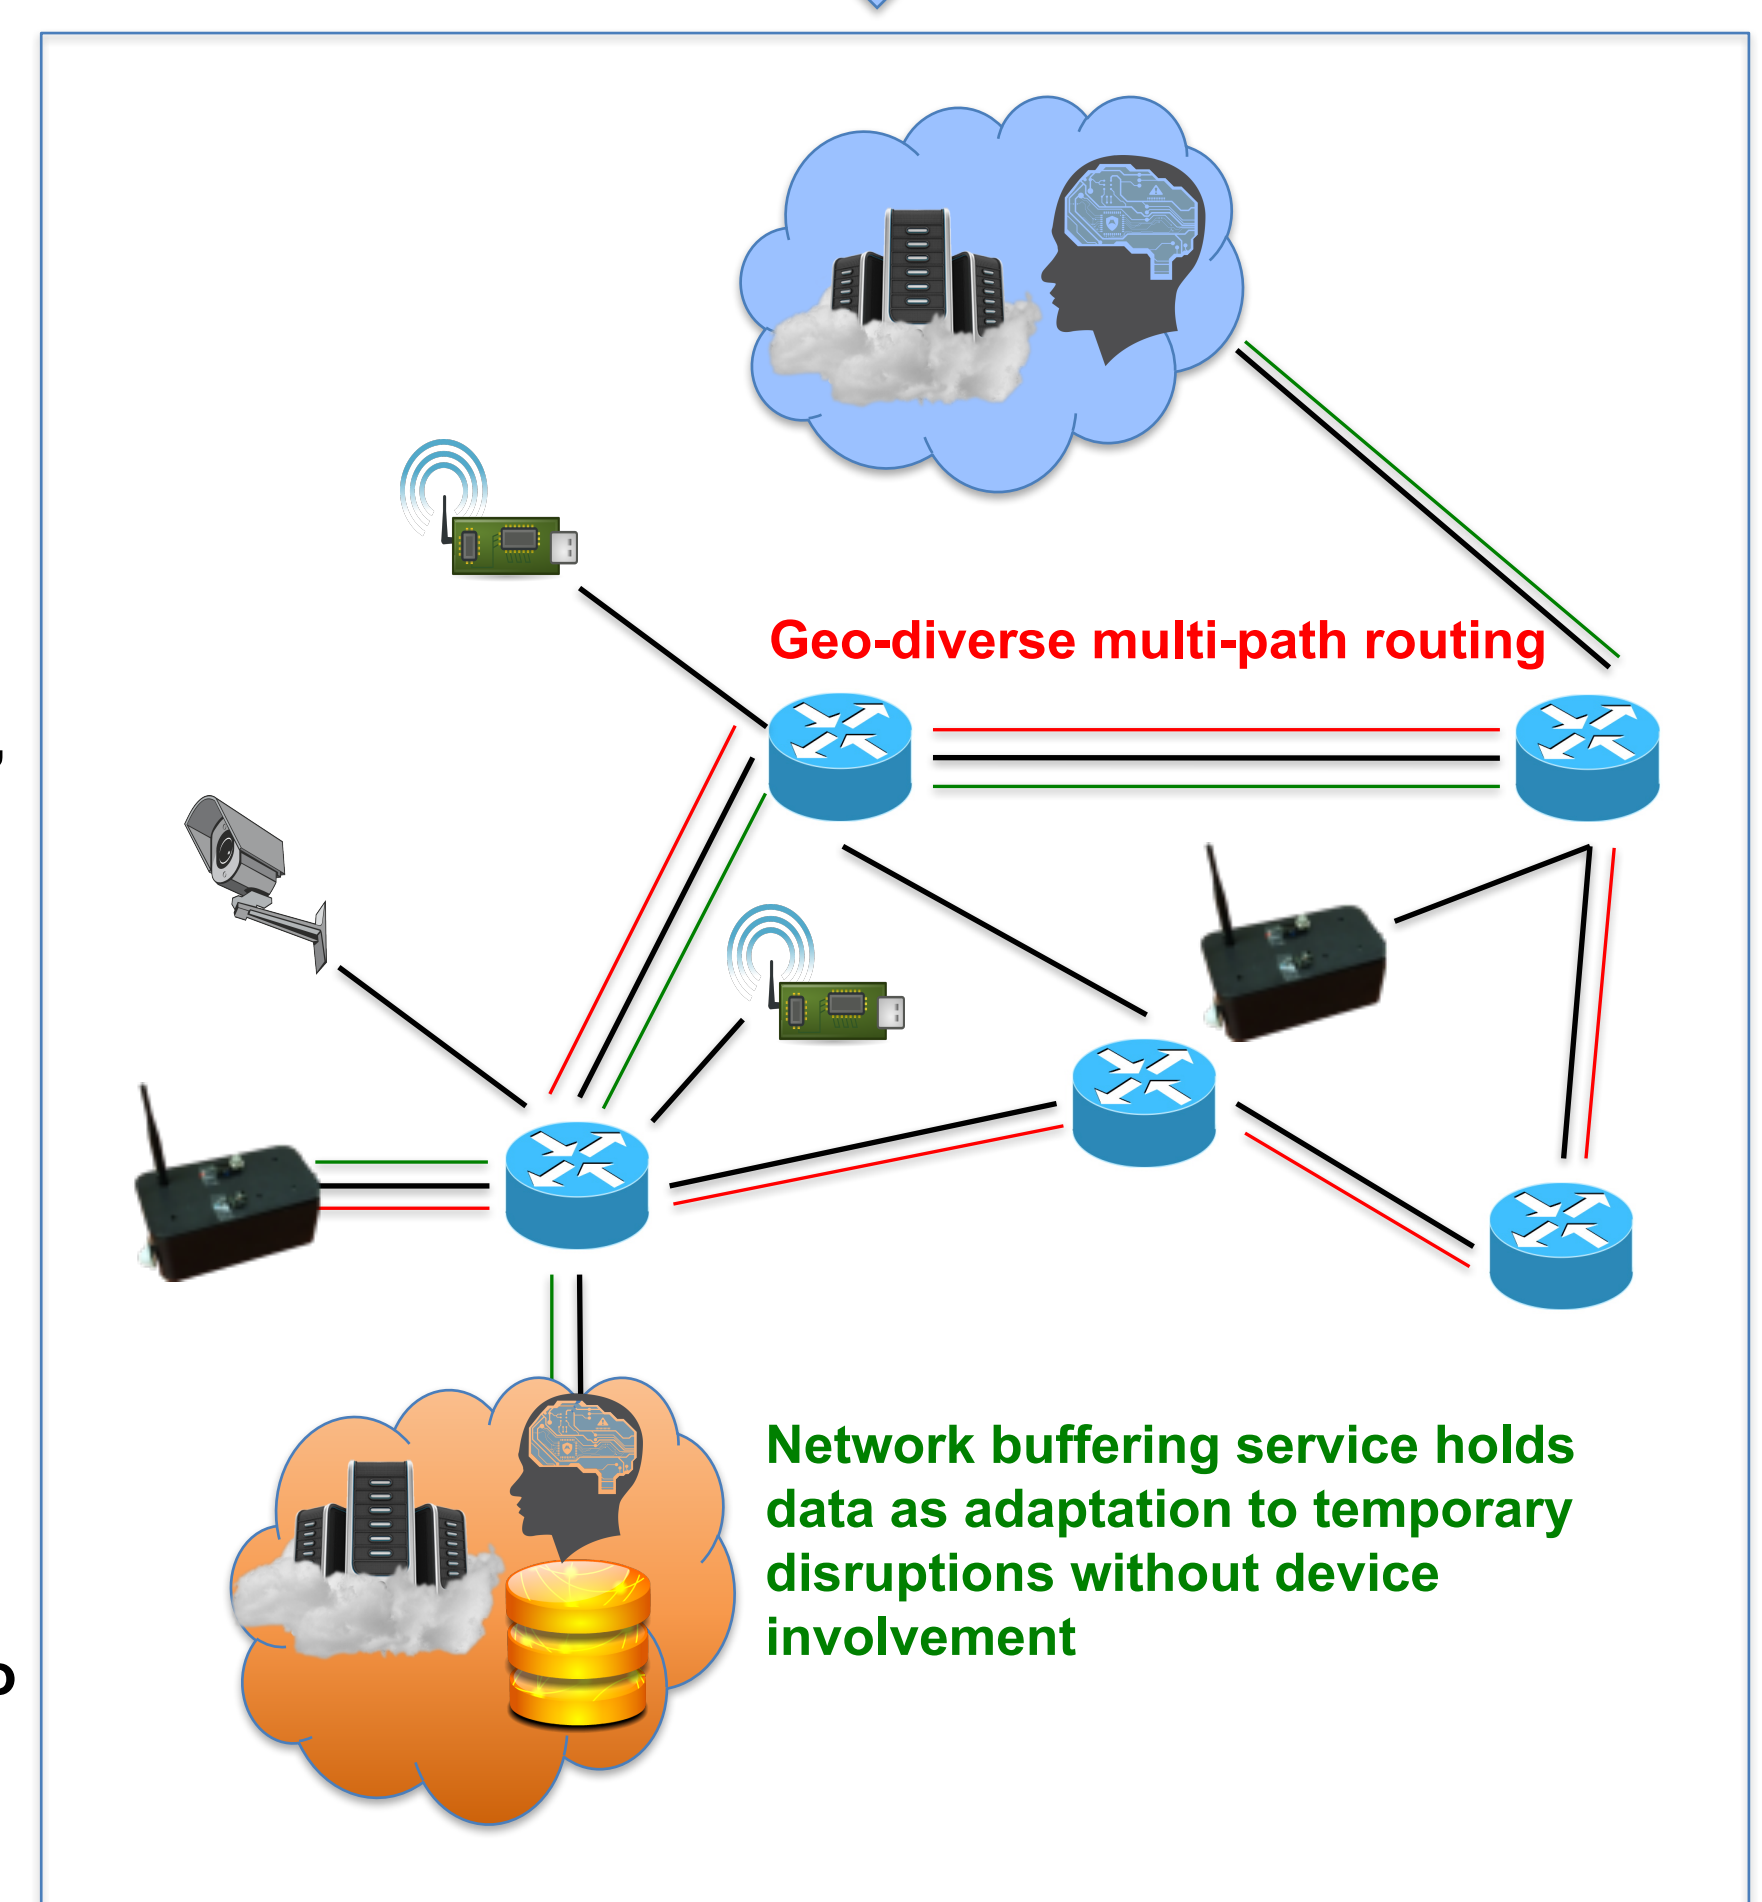 Geo-diverse multi-path routing
Network buffering service holds
data as adaptation to temporary
disruptions without device
involvement